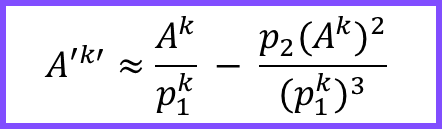 A′ᵏ′ ≈ Aᵏ / p₁ᵏ − p₂(Aᵏ)² / (p₁ᵏ)³